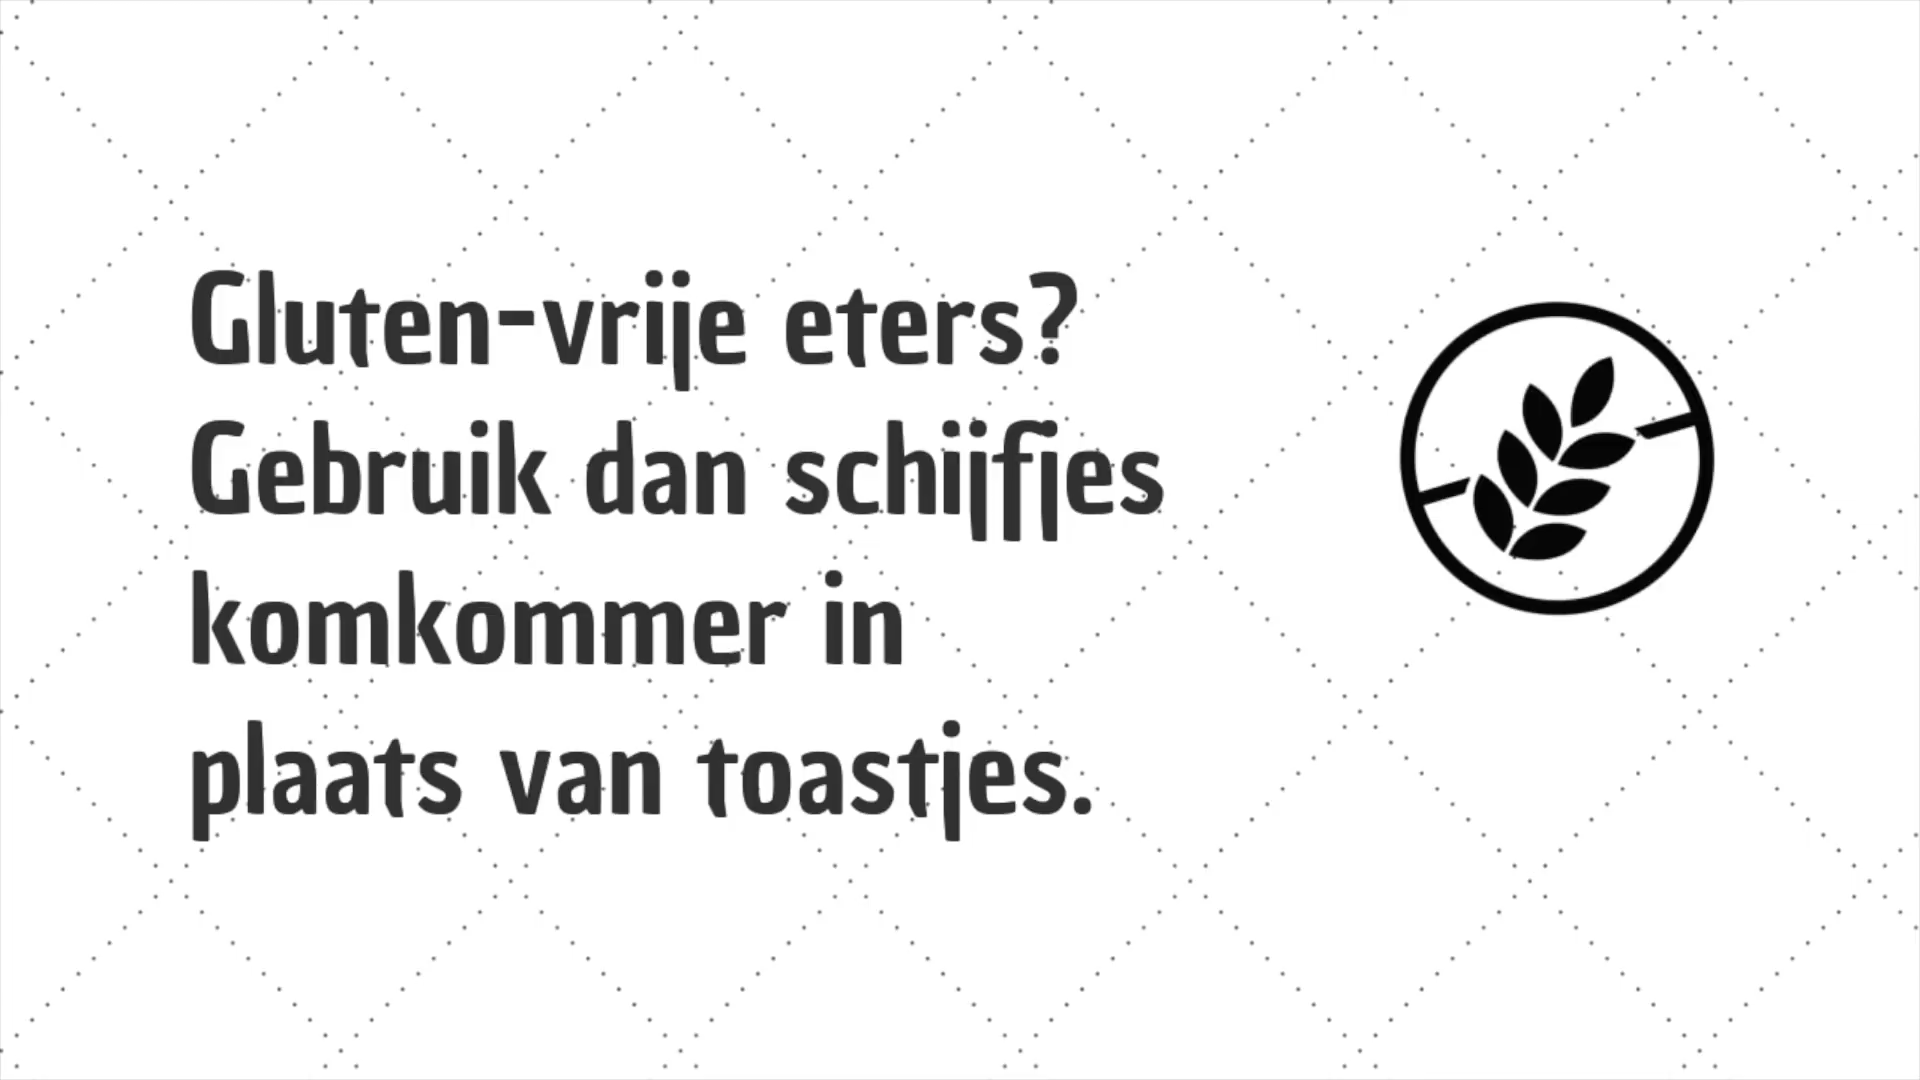 Gluten-vrije eters?
Gebruik dan schijfjes
komkommer in
plaats van toastjes.